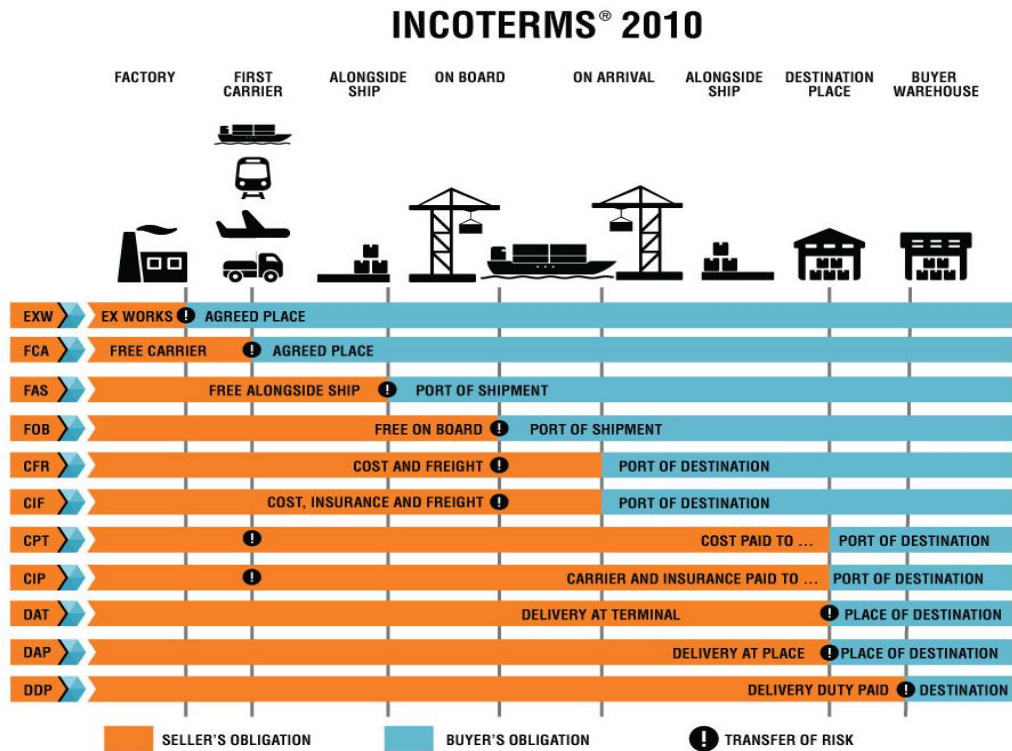 INCOTERMS® 2010
FACTORY
FIRST
CARRIER
ALONGSIDE
SHIP
ON BOARD
ON ARRIVAL
ALONGSIDE
SHIP
DESTINATION
PLACE
BUYER
WAREHOUSE
EXW EX WORKS ! AGREED PLACE
FCA FREE CARRIER ! AGREED PLACE
FAS FREE ALONGSIDE SHIP ! PORT OF SHIPMENT
FOB FREE ON BOARD ! PORT OF SHIPMENT
CFR COST AND FREIGHT ! PORT OF DESTINATION
CIF COST, INSURANCE AND FREIGHT ! PORT OF DESTINATION
CPT ! COST PAID TO ... PORT OF DESTINATION
CIP ! CARRIER AND INSURANCE PAID TO ... PORT OF DESTINATION
DAT DELIVERY AT TERMINAL ! PLACE OF DESTINATION
DAP DELIVERY AT PLACE ! PLACE OF DESTINATION
DDP DELIVERY DUTY PAID ! DESTINATION
SELLER'S OBLIGATION BUYER'S OBLIGATION ! TRANSFER OF RISK